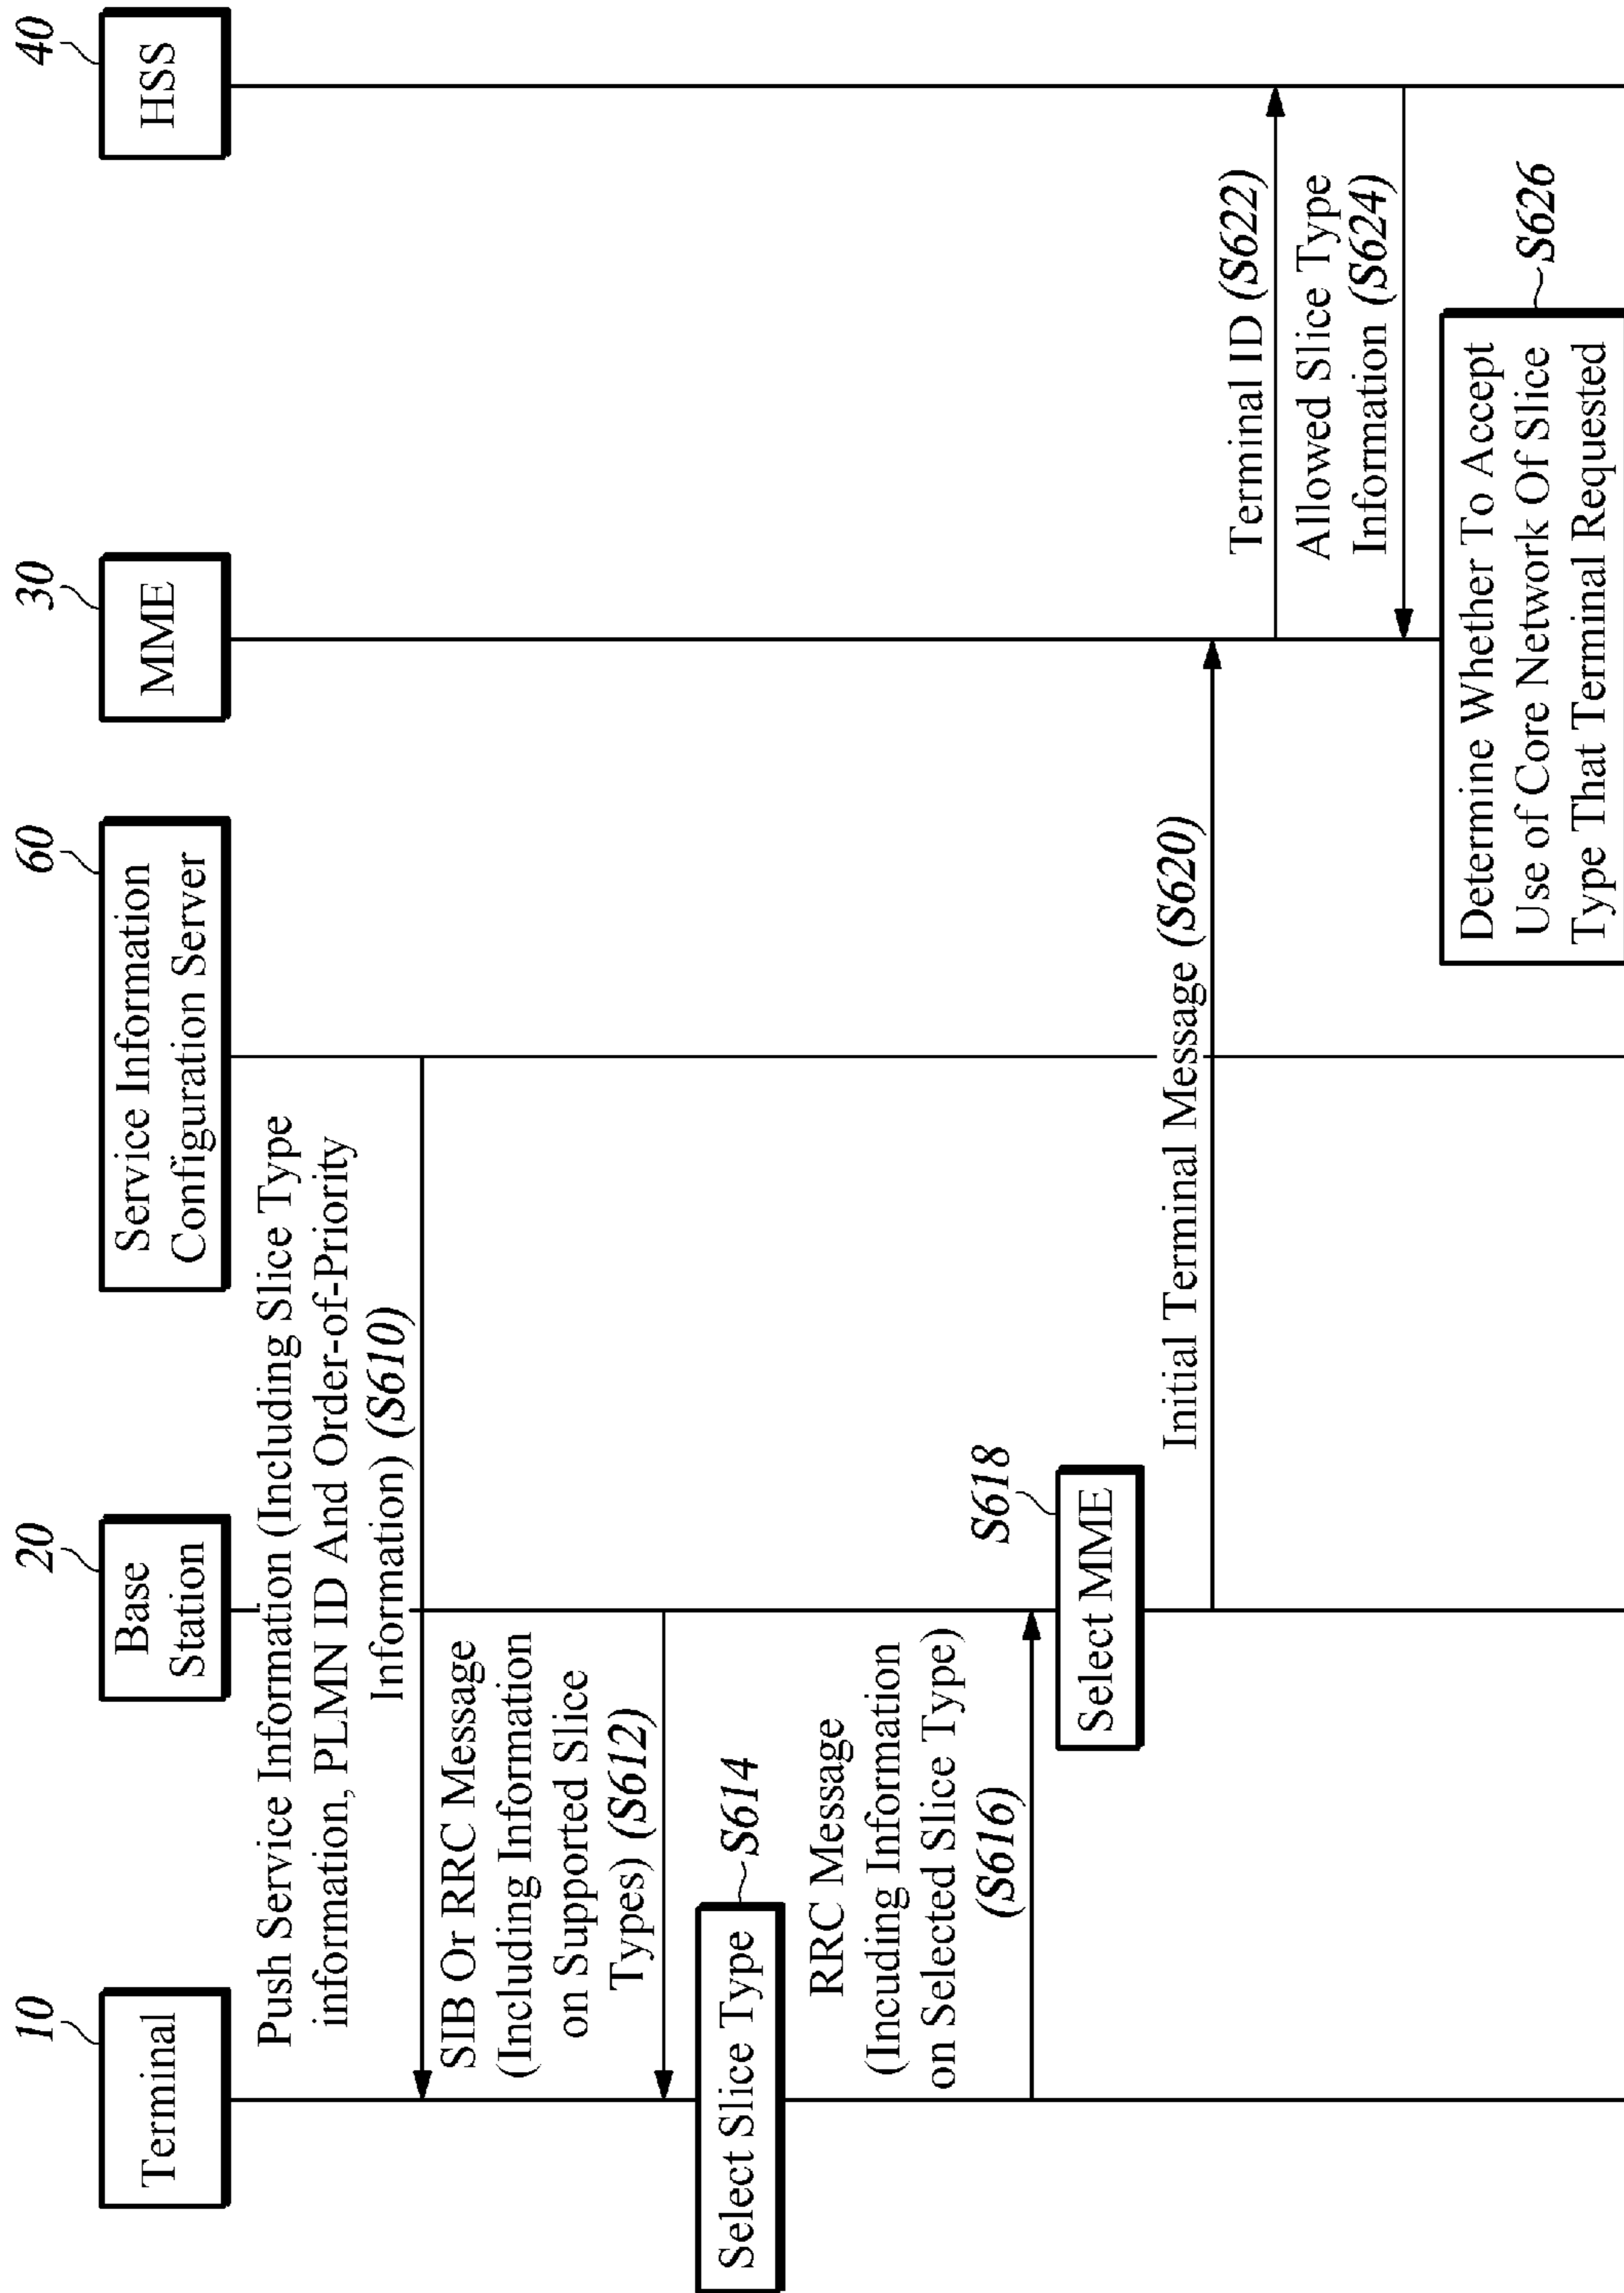 10
Terminal
20
Base
Station
60
Service Information
Configuration Server
30
MME
40
HSS
Push Service Information (Including Slice Type
information, PLMN ID And Order-of-Priority
Information) (S610)
SIB Or RRC Message
(Including Information
on Supported Slice
Types) (S612)
Select Slice Type
S614
RRC Message
(Incuding Information
on Selected Slice Type)
(S616)
S618
Select MME
Initial Terminal Message (S620)
Terminal ID (S622)
Allowed Slice Type
Information (S624)
Determine Whether To Accept
Use of Core Network Of Slice
Type That Terminal Requested
S626